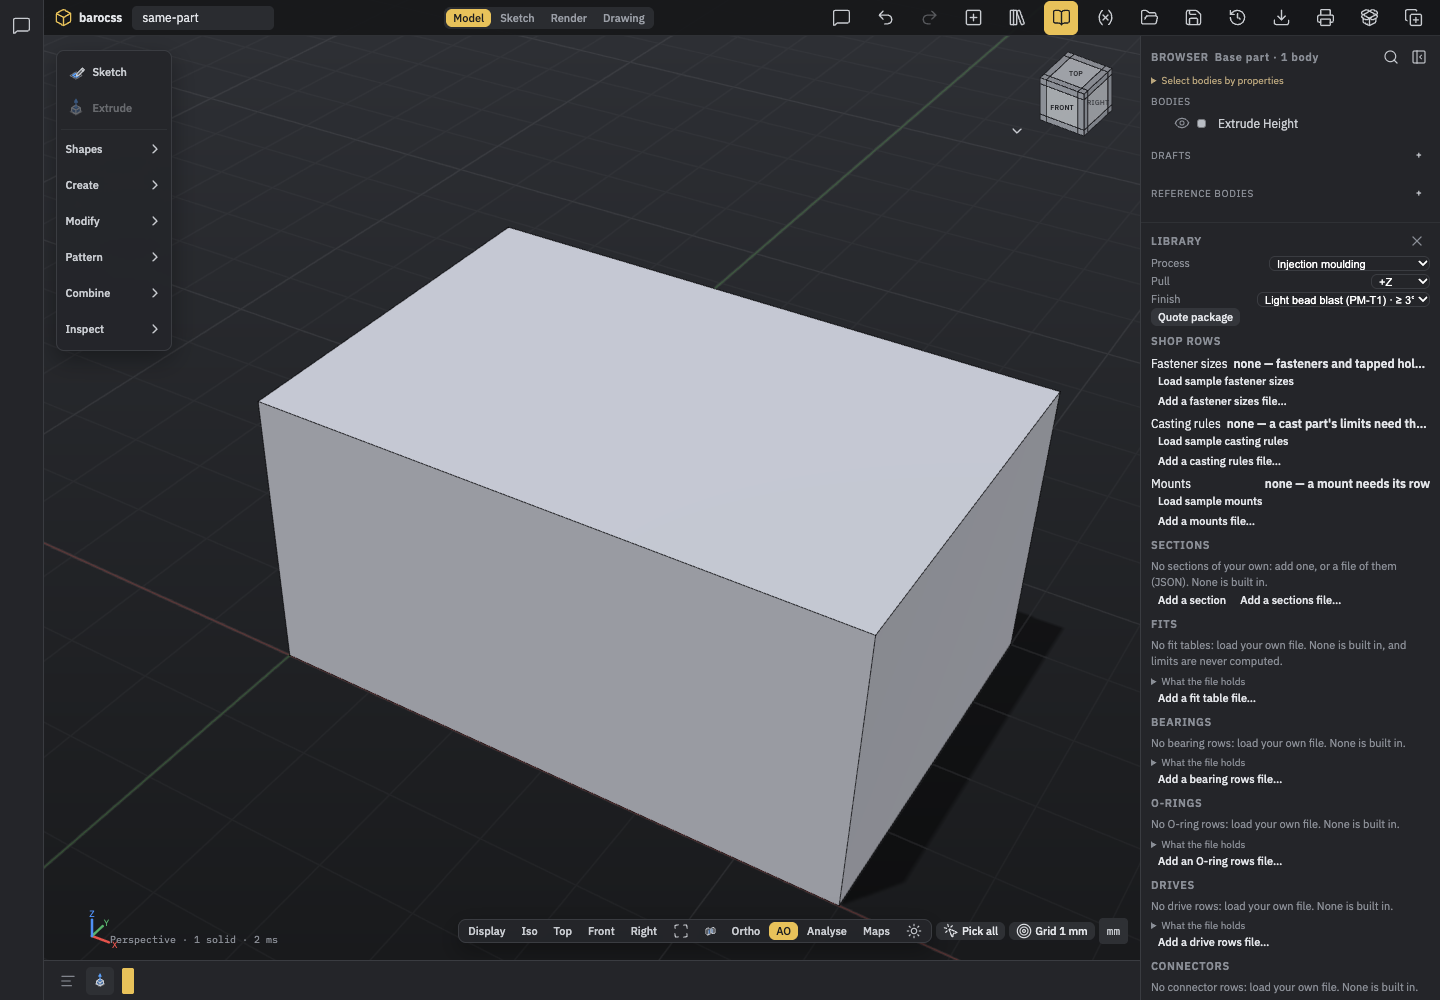 barocss
same-part
Model
Sketch
Render
Drawing
Sketch
Extrude
Shapes
Create
Modify
Pattern
Combine
Inspect
TOP
FRONT
RIGHT
BROWSER Base part · 1 body
Select bodies by properties
BODIES
Extrude Height
DRAFTS
REFERENCE BODIES
LIBRARY
Process Injection moulding
Pull +Z
Finish Light bead blast (PM-T1) · ≥ 3°
Quote package
SHOP ROWS
Fastener sizes none — fasteners and tapped hol...
Load sample fastener sizes
Add a fastener sizes file...
Casting rules none — a cast part's limits need th...
Load sample casting rules
Add a casting rules file...
Mounts none — a mount needs its row
Load sample mounts
Add a mounts file...
SECTIONS
No sections of your own: add one, or a file of them
(JSON). None is built in.
Add a section Add a sections file...
FITS
No fit tables: load your own file. None is built in, and
limits are never computed.
What the file holds
Add a fit table file...
BEARINGS
No bearing rows: load your own file. None is built in.
What the file holds
Add a bearing rows file...
O-RINGS
No O-ring rows: load your own file. None is built in.
What the file holds
Add an O-ring rows file...
DRIVES
No drive rows: load your own file. None is built in.
What the file holds
Add a drive rows file...
CONNECTORS
No connector rows: load your own file. None is built in.
Z
Y
X
Perspective · 1 solid · 2 ms
Display
Iso
Top
Front
Right
Ortho
AO
Analyse
Maps
Pick all
Grid 1 mm
mm